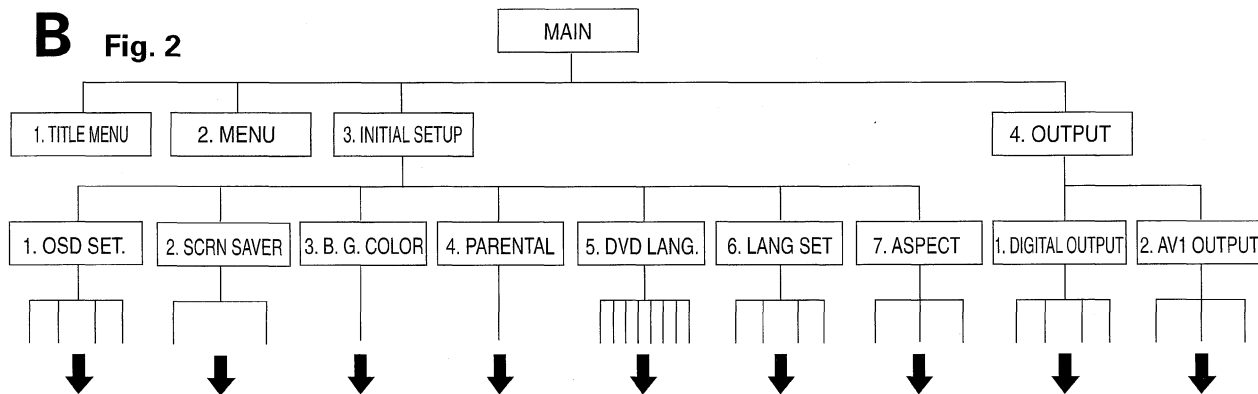 B Fig. 2
MAIN
1. TITLE MENU
2. MENU
3. INITIAL SETUP
4. OUTPUT
1. OSD SET.
2. SCRN SAVER
3. B. G. COLOR
4. PARENTAL
5. DVD LANG.
6. LANG SET
7. ASPECT
1. DIGITAL OUTPUT
2. AV1 OUTPUT